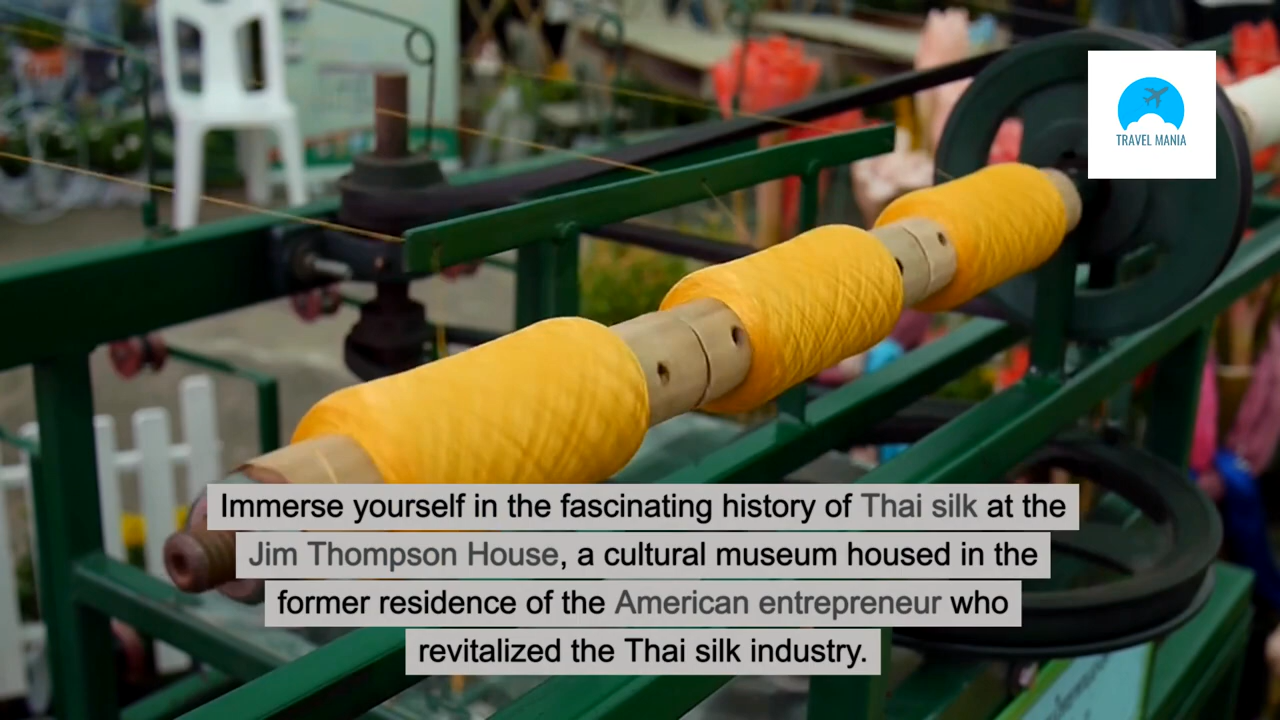 TRAVEL MANIA
Immerse yourself in the fascinating history of Thai silk at the
Jim Thompson House, a cultural museum housed in the
former residence of the American entrepreneur who
revitalized the Thai silk industry.